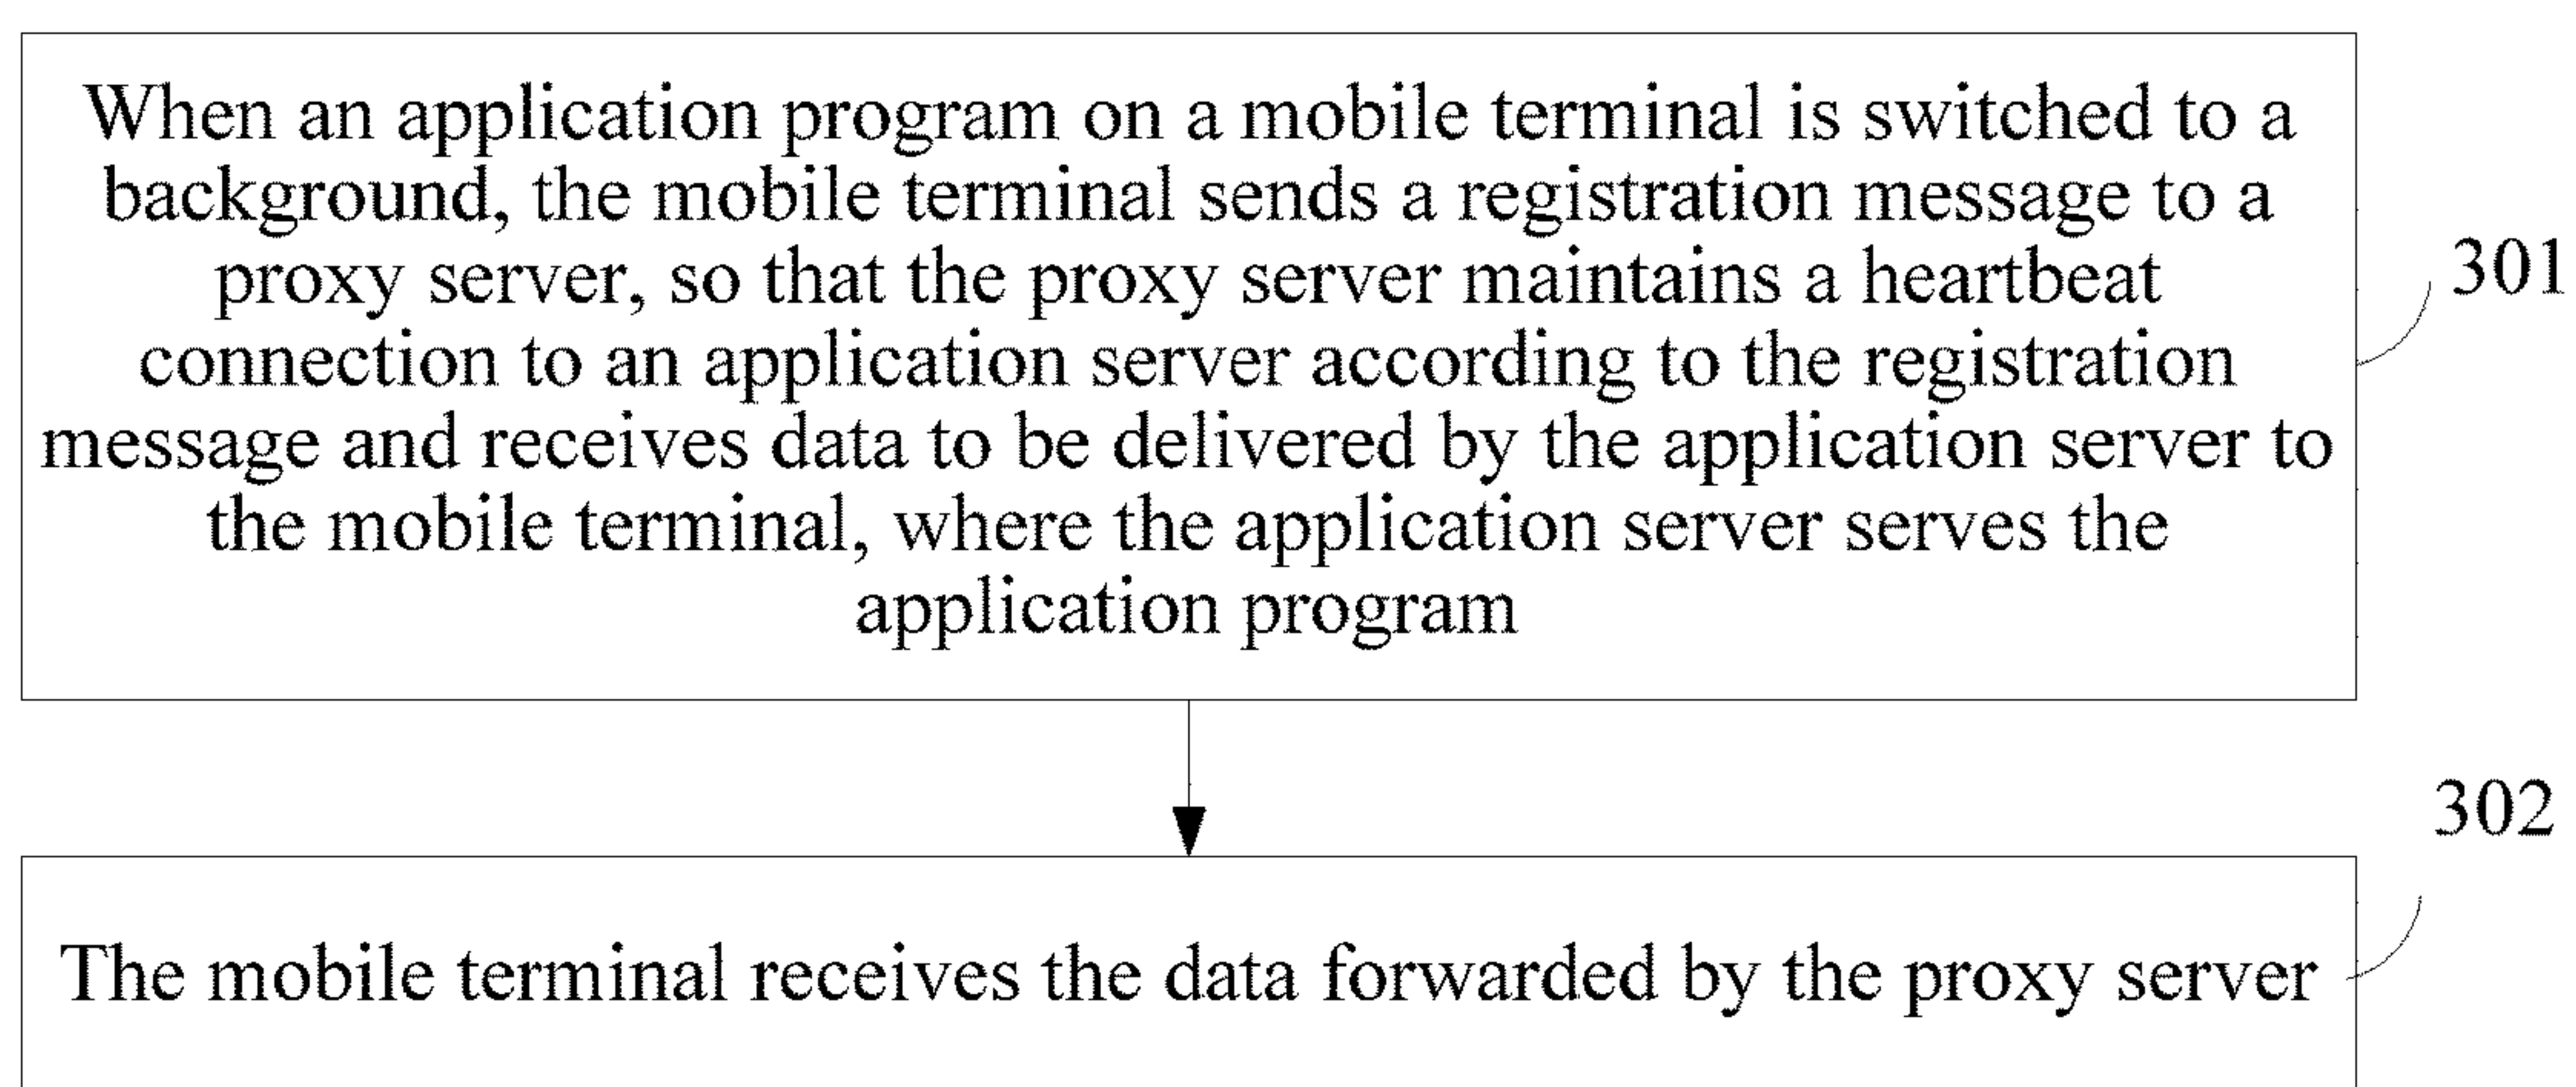 When an application program on a mobile terminal is switched to a
background, the mobile terminal sends a registration message to a
proxy server, so that the proxy server maintains a heartbeat
connection to an application server according to the registration
message and receives data to be delivered by the application server to
the mobile terminal, where the application server serves the
application program
301
302
The mobile terminal receives the data forwarded by the proxy server